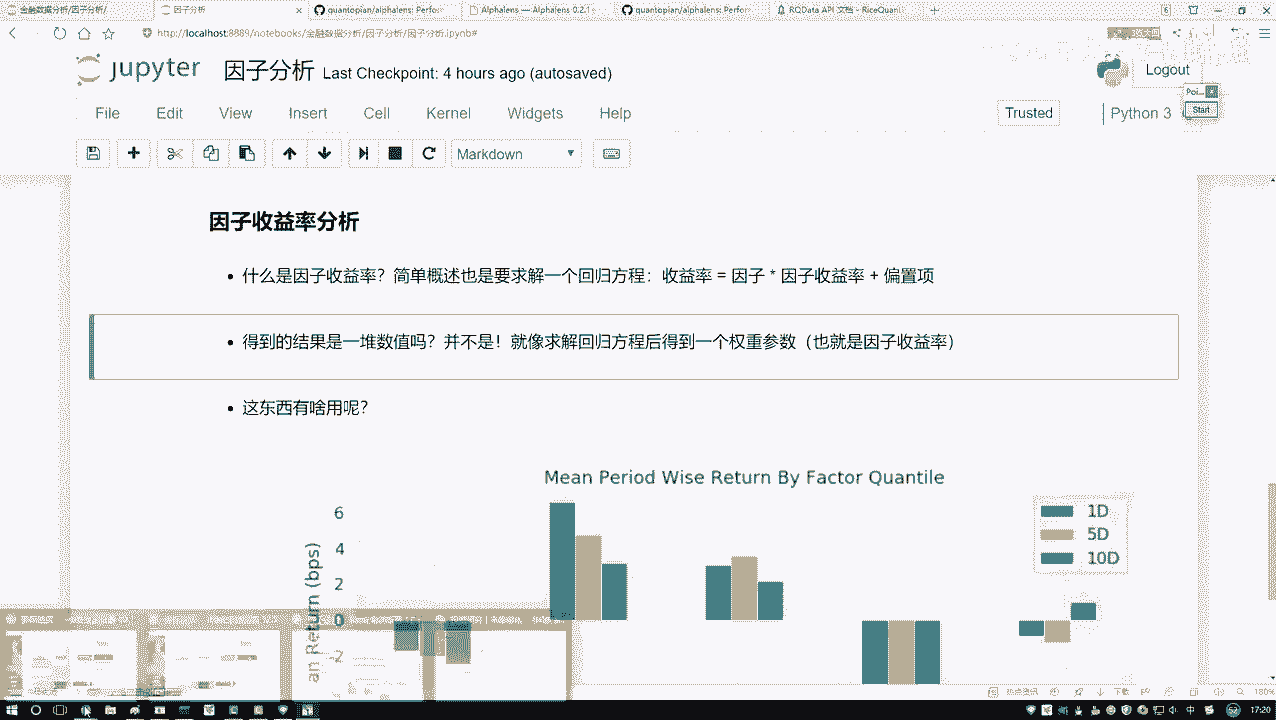 金融数据分析/因子分析/
因子分析
quantopian/alphalens: Perfor
Alphalens — Alphalens 0.2.1
quantopian/alphalens: Perfor
RQData API 文档 - RiceQuant
http://localhost:8889/notebooks/金融数据分析/因子分析/因子分析.ipynb#
jupyter 因子分析 Last Checkpoint: 4 hours ago (autosaved)
Logout
Start
File Edit View Insert Cell Kernel Widgets Help
Trusted
Python 3
Markdown
因子收益率分析
什么是因子收益率？简单概述也是要求解一个回归方程：收益率 = 因子 * 因子收益率 + 偏置项
得到的结果是一堆数值吗？并不是！就像求解回归方程后得到一个权重参数（也就是因子收益率）
这东西有啥用呢？
Mean Period Wise Return By Factor Quantile
1D
5D
10D
an Return (bps)
6
4
2
0
-2
热点资讯
下载
180%
中
17:20